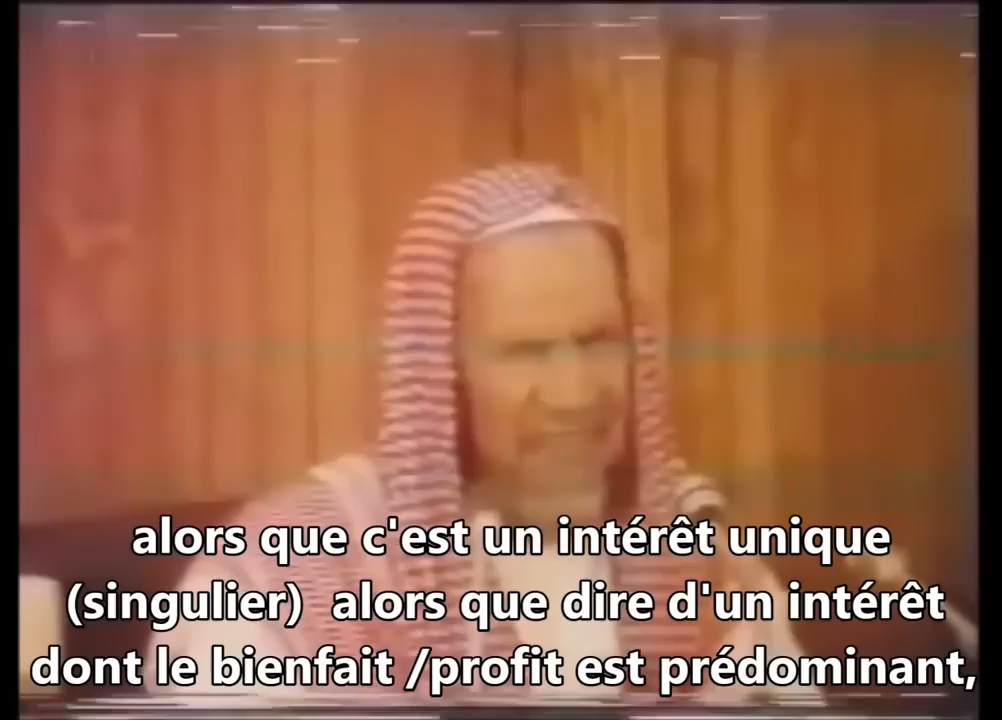 alors que c'est un intérêt unique
(singulier)  alors que dire d'un intérêt
dont le bienfait /profit est prédominant,